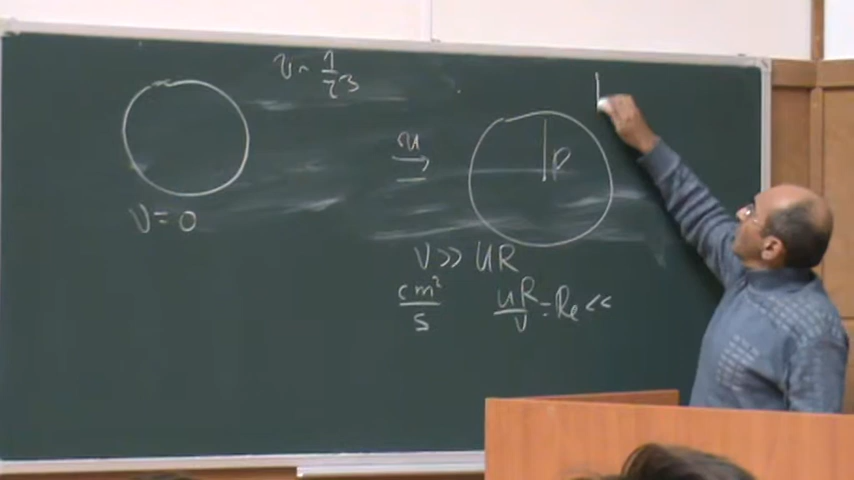 v ~ 1/r³
V = 0
u →
R
ν >> UR
cm²/s
uR/ν = Re <<